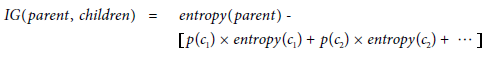 IG(parent, children) = entropy(parent) -
[p(c₁) × entropy(c₁) + p(c₂) × entropy(c₂) + ⋯]